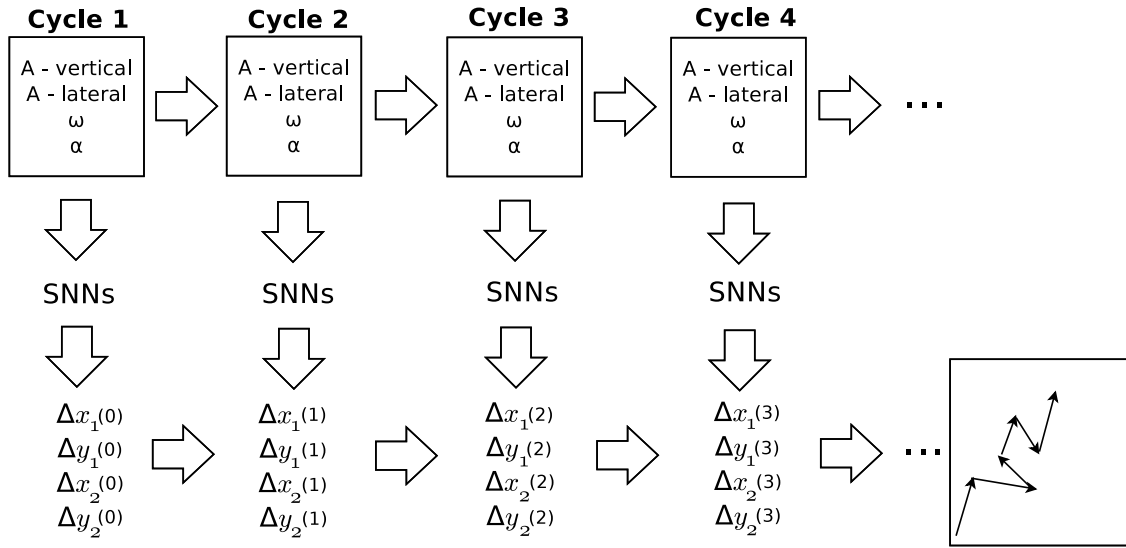 Cycle 1 Cycle 2 Cycle 3 Cycle 4
A - vertical A - vertical A - vertical A - vertical
A - lateral A - lateral A - lateral A - lateral
ω ω ω ω
α α α α
...
SNNs SNNs SNNs SNNs
Δx₁(0) Δx₁(1) Δx₁(2) Δx₁(3)
Δy₁(0) Δy₁(1) Δy₁(2) Δy₁(3) ...
Δx₂(0) Δx₂(1) Δx₂(2) Δx₂(3)
Δy₂(0) Δy₂(1) Δy₂(2) Δy₂(3)